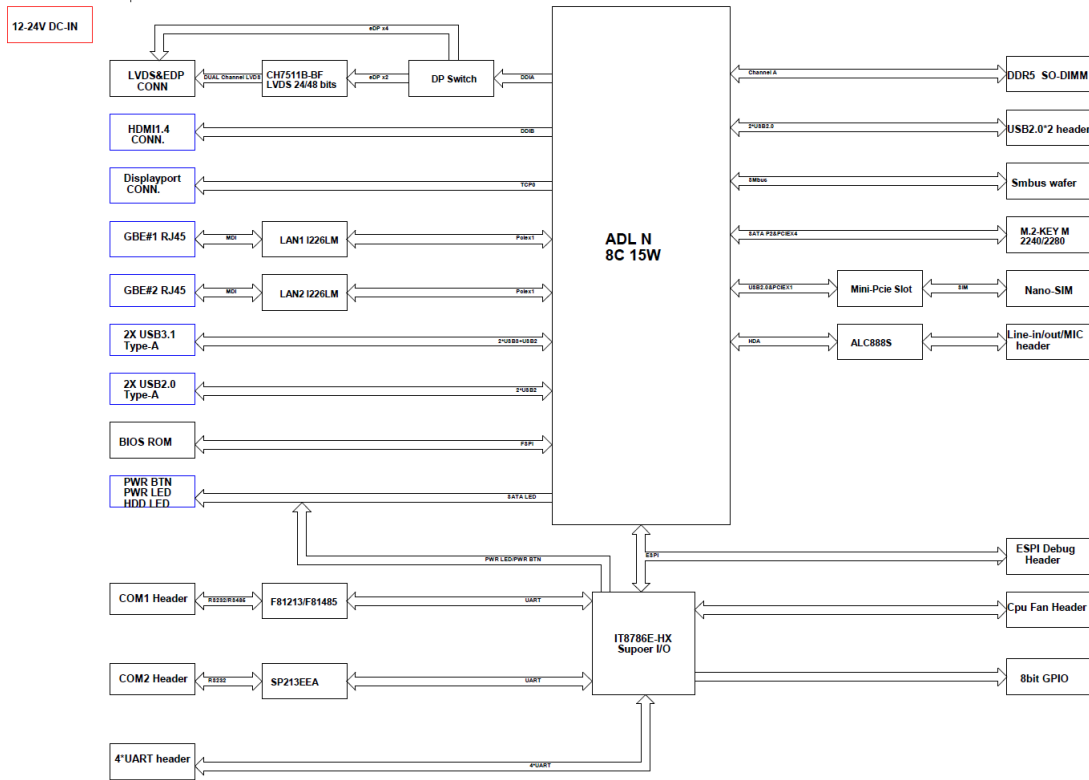 12-24V DC-IN
eDP x4
LVDS&EDP
CONN
DUAL Channel LVDS
CH7511B-BF
LVDS 24/48 bits
eDP x2
DP Switch
DDIA
HDMI1.4
CONN.
DDIB
Displayport
CONN.
TCP0
GBE#1 RJ45
MDI
LAN1 I226LM
PcIex1
GBE#2 RJ45
MDI
LAN2 I226LM
PcIex1
2X USB3.1
Type-A
2*USB3+USB2
2X USB2.0
Type-A
2*USB2
BIOS ROM
FSPI
PWR BTN
PWR LED
HDD LED
SATA LED
PWR LED/PWR BTN
COM1 Header
RS232/RS485
F81213/F81485
UART
COM2 Header
RS232
SP213EEA
UART
4*UART header
4*UART
ADL N
8C 15W
ESPI
IT8786E-HX
Supoer I/O
Channel A
DDR5 SO-DIMM
2*USB2.0
USB2.0*2 header
SMbus
Smbus wafer
SATA P2&PCIEX4
M.2-KEY M
2240/2280
USB2.0&PCIEX1
Mini-Pcie Slot
SIM
Nano-SIM
HDA
ALC888S
Line-in/out/MIC
header
ESPI Debug
Header
Cpu Fan Header
8bit GPIO